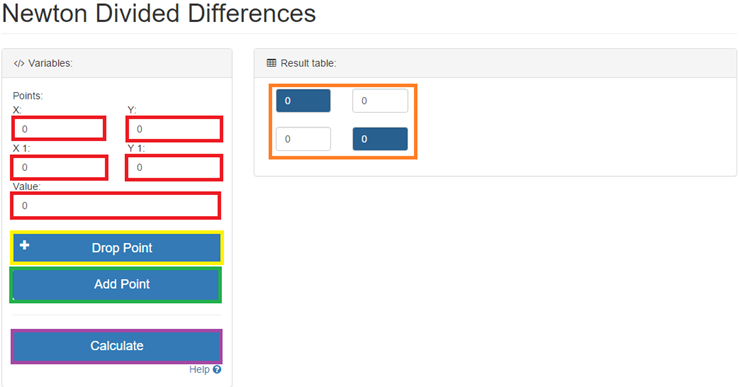 Newton Divided Differences
</> Variables:
Points:
X: Y:
0 0
X 1: Y 1:
0 0
Value:
0
Drop Point
Add Point
Calculate
Help
Result table:
0 0
0 0